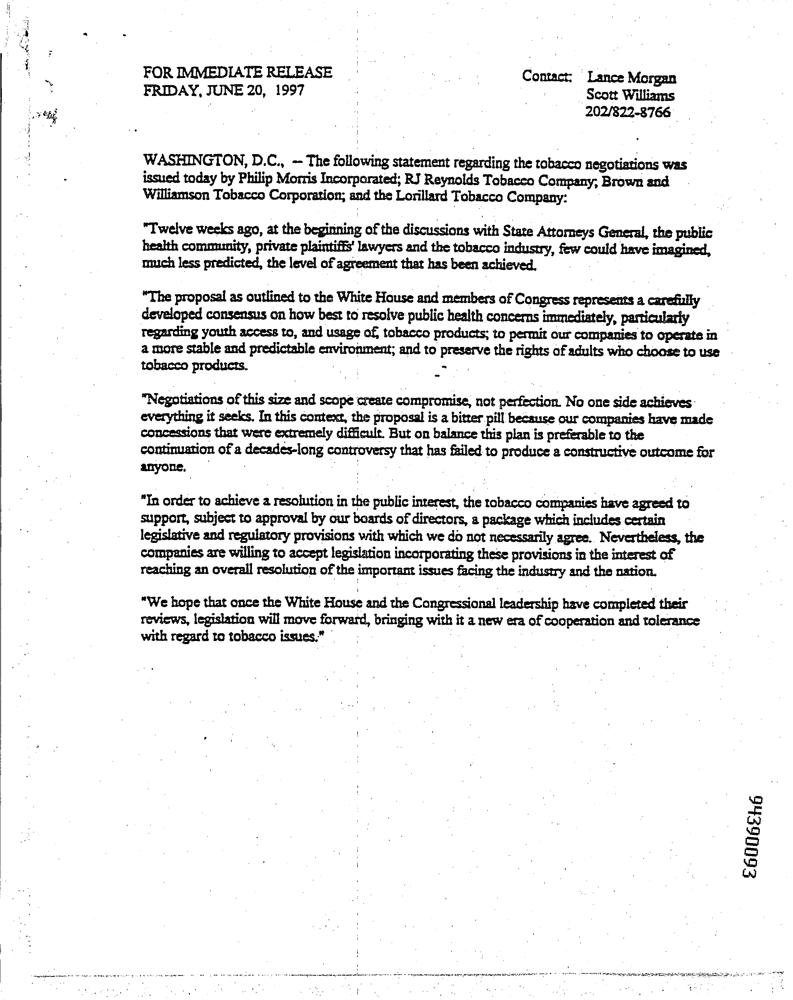 FOR IMMEDIATE RELEASE
FRIDAY, JUNE 20, 1997
Contact: Lance Morgan
Scott Williams
202/822-8766
WASHINGTON, D.C., -- The following statement regarding the tobacco negotiations was
issued today by Philip Morris Incorporated; RJ Reynolds Tobacco Company; Brown and
Williamson Tobacco Corporation; and the Lorillard Tobacco Company:
"Twelve weeks ago, at the beginning of the discussions with State Attorneys General, the public
health community, private plaintiffs' lawyers and the tobacco industry, few could have imagined,
much less predicted, the level of agreement that has been achieved.
"The proposal as outlined to the White House and members of Congress represents a carefully
developed consensus on how best to resolve public health concerns immediately, particularly
regarding youth access to, and usage of, tobacco products; to permit our companies to operate in
a more stable and predictable environment; and to preserve the rights of adults who choose to use
tobacco products.
"Negotiations of this size and scope create compromise, not perfection. No one side achieves
everything it seeks. In this context, the proposal is a bitter pill because our companies have made
concessions that were extremely difficult. But on balance this plan is preferable to the
continuation of a decades-long controversy that has failed to produce a constructive outcome for
anyone.
"In order to achieve a resolution in the public interest, the tobacco companies have agreed to
support, subject to approval by our boards of directors, a package which includes certain
legislative and regulatory provisions with which we do not necessarily agree. Nevertheless, the
companies are willing to accept legislation incorporating these provisions in the interest of
reaching an overall resolution of the important issues facing the industry and the nation.
"We hope that once the White House and the Congressional leadership have completed their
reviews, legislation will move forward, bringing with it a new era of cooperation and tolerance
with regard to tobacco issues."
94390093